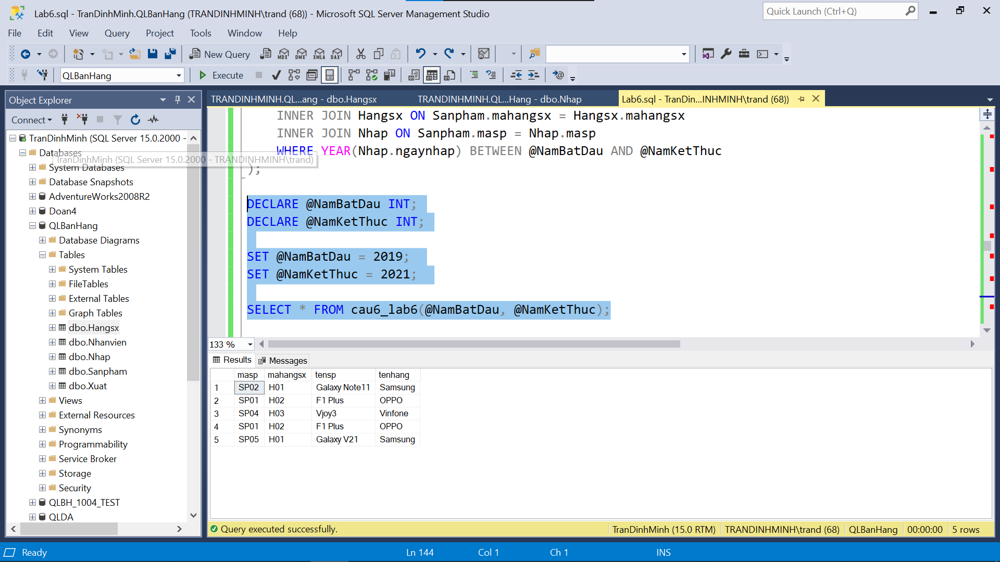 Lab6.sql - TranDinhMinh.QLBanHang (TRANDINHMINH\trand (68)) - Microsoft SQL Server Management Studio
Quick Launch (Ctrl+Q)
File Edit View Query Project Tools Window Help
New Query MDX DMX XMLA DAX
QLBanHang Execute
Object Explorer
Connect
TranDinhMinh (SQL Server 15.0.2000 -
Databases
TranDinhMinh (SQL Server 15.0.2000 - TRANDINHMINH\trand)
System Databases
Database Snapshots
AdventureWorks2008R2
Doan4
QLBanHang
Database Diagrams
Tables
System Tables
FileTables
External Tables
Graph Tables
dbo.Hangsx
dbo.Nhanvien
dbo.Nhap
dbo.Sanpham
dbo.Xuat
Views
External Resources
Synonyms
Programmability
Service Broker
Storage
Security
QLBH_1004_TEST
QLDA
TRANDINHMINH.QL...ang - dbo.Hangsx TRANDINHMINH.QL...Hang - dbo.Nhap Lab6.sql - TranDin...INHMINH\trand (68))
INNER JOIN Hangsx ON Sanpham.mahangsx = Hangsx.mahangsx
INNER JOIN Nhap ON Sanpham.masp = Nhap.masp
WHERE YEAR(Nhap.ngaynhap) BETWEEN @NamBatDau AND @NamKetThuc
);
DECLARE @NamBatDau INT;
DECLARE @NamKetThuc INT;
SET @NamBatDau = 2019;
SET @NamKetThuc = 2021;
SELECT * FROM cau6_lab6(@NamBatDau, @NamKetThuc);
133 %
Results Messages
masp mahangsx tensp tenhang
1 SP02 H01 Galaxy Note11 Samsung
2 SP01 H02 F1 Plus OPPO
3 SP04 H03 Vjoy3 Vinfone
4 SP01 H02 F1 Plus OPPO
5 SP05 H01 Galaxy V21 Samsung
Query executed successfully. TranDinhMinh (15.0 RTM) TRANDINHMINH\trand (68) QLBanHang 00:00:00 5 rows
Ready Ln 144 Col 1 Ch 1 INS